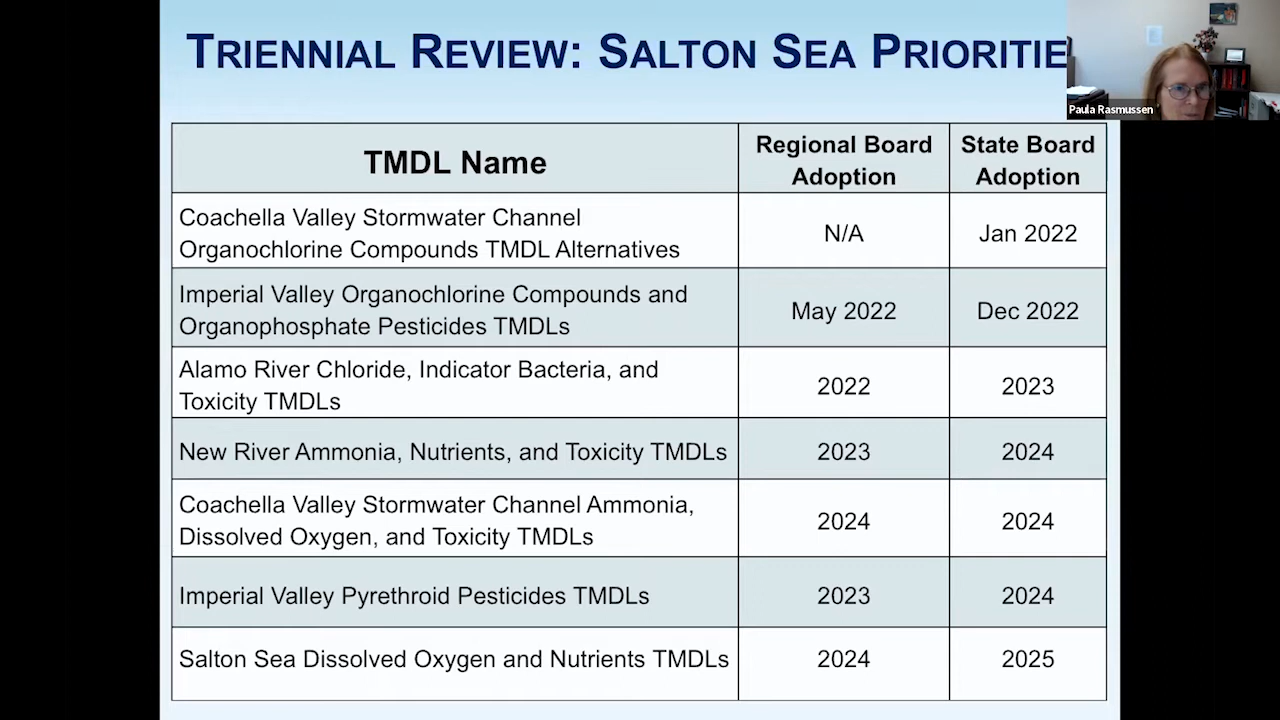 TRIENNIAL REVIEW: SALTON SEA PRIORITIE
Paula Rasmussen
TMDL Name
Regional Board
Adoption
State Board
Adoption
Coachella Valley Stormwater Channel
Organochlorine Compounds TMDL Alternatives
N/A
Jan 2022
Imperial Valley Organochlorine Compounds and
Organophosphate Pesticides TMDLs
May 2022
Dec 2022
Alamo River Chloride, Indicator Bacteria, and
Toxicity TMDLs
2022
2023
New River Ammonia, Nutrients, and Toxicity TMDLs
2023
2024
Coachella Valley Stormwater Channel Ammonia,
Dissolved Oxygen, and Toxicity TMDLs
2024
2024
Imperial Valley Pyrethroid Pesticides TMDLs
2023
2024
Salton Sea Dissolved Oxygen and Nutrients TMDLs
2024
2025